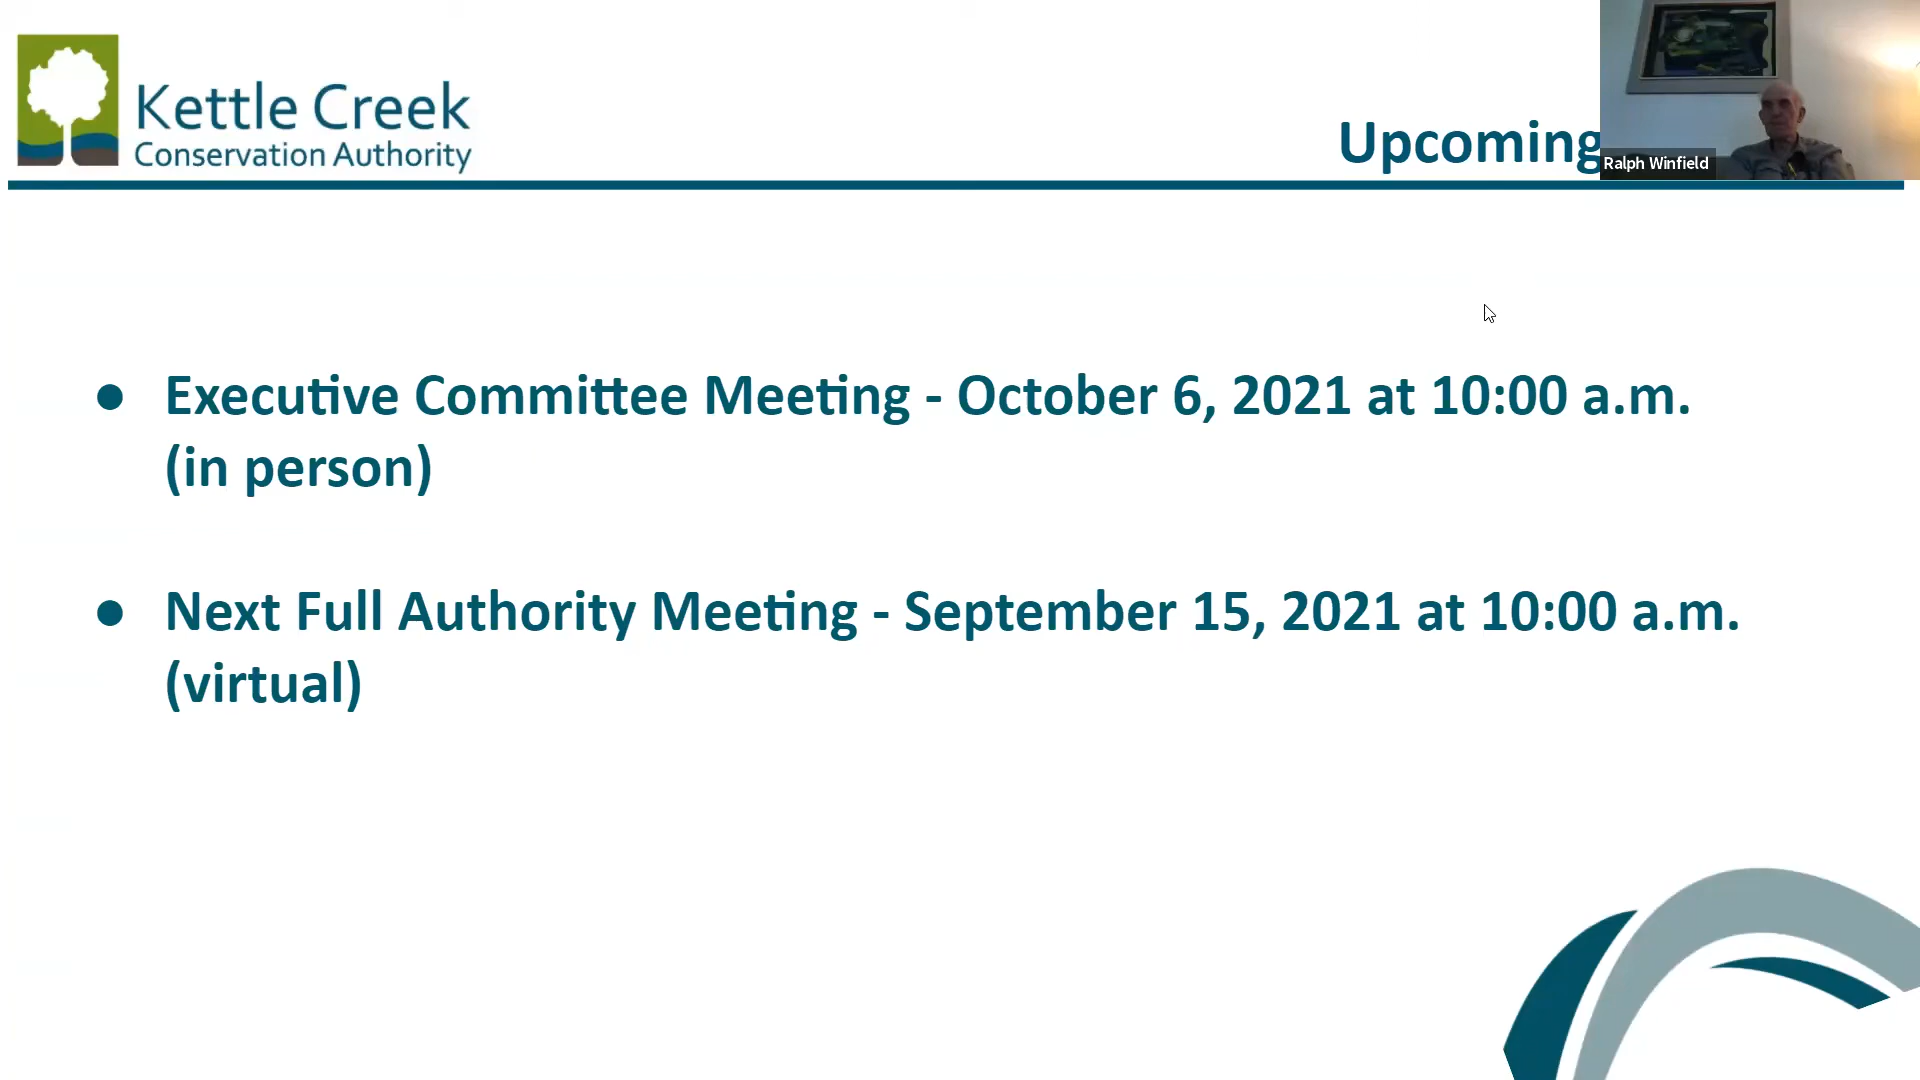 Kettle Creek
Conservation Authority
Upcoming
Ralph Winfield
● Executive Committee Meeting - October 6, 2021 at 10:00 a.m.
(in person)
● Next Full Authority Meeting - September 15, 2021 at 10:00 a.m.
(virtual)